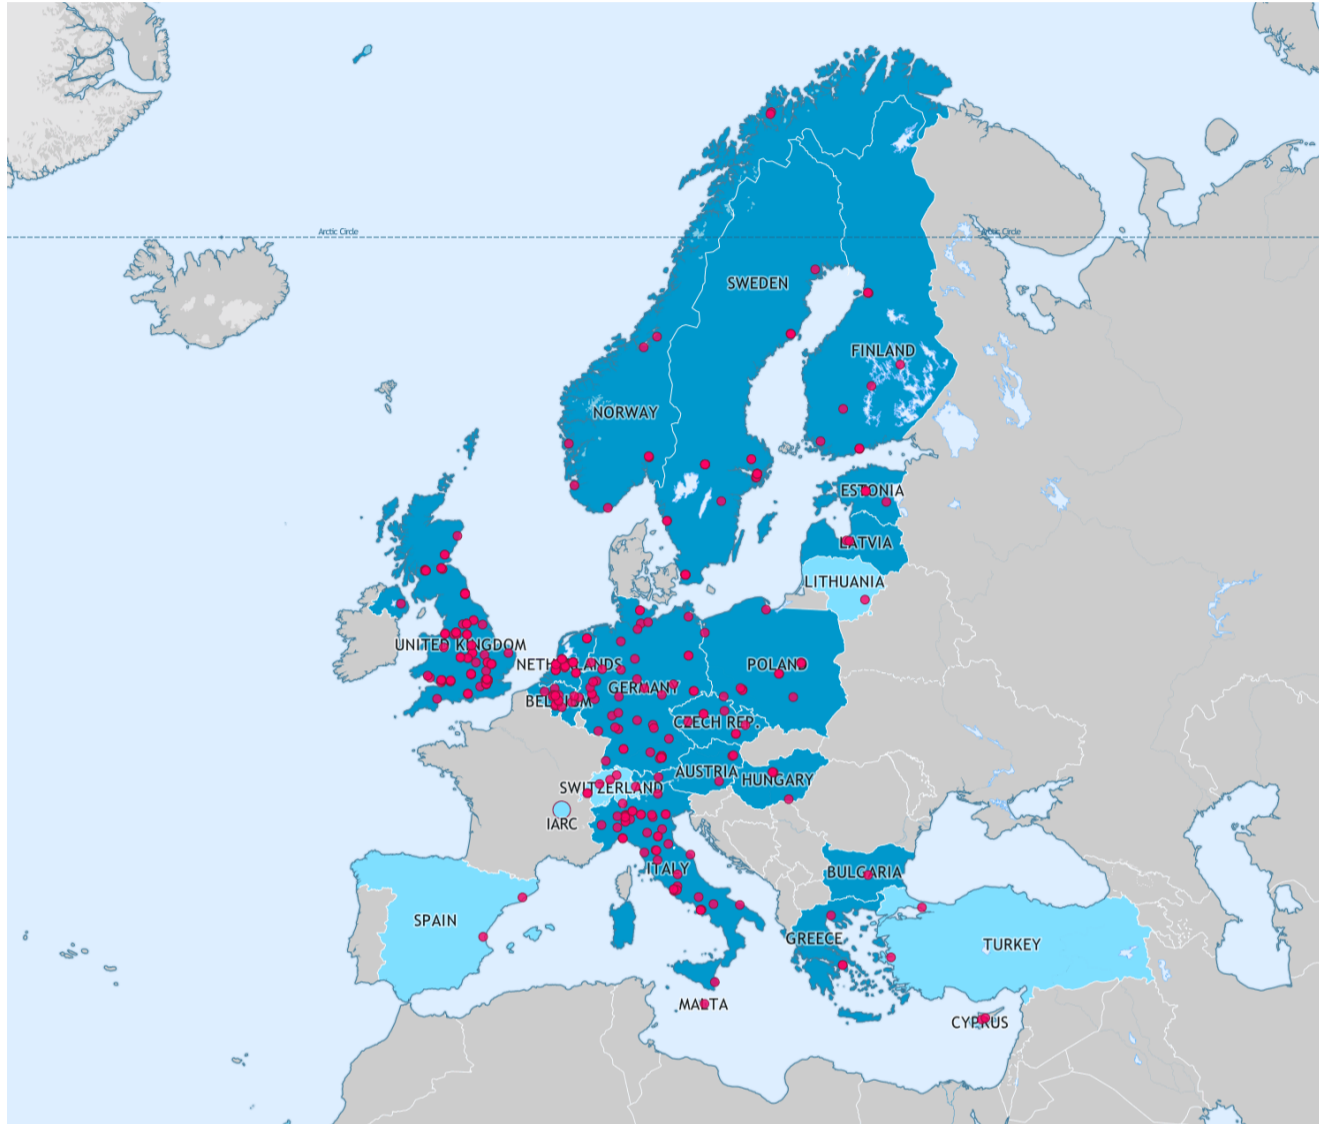 Arctic Circle
Arctic Circle
SWEDEN
FINLAND
NORWAY
ESTONIA
LATVIA
LITHUANIA
UNITED KINGDOM
NETHERLANDS
POLAND
GERMANY
BELGIUM
CZECH REP.
AUSTRIA
HUNGARY
SWITZERLAND
IARC
ITALY
BULGARIA
SPAIN
GREECE
TURKEY
MALTA
CYPRUS